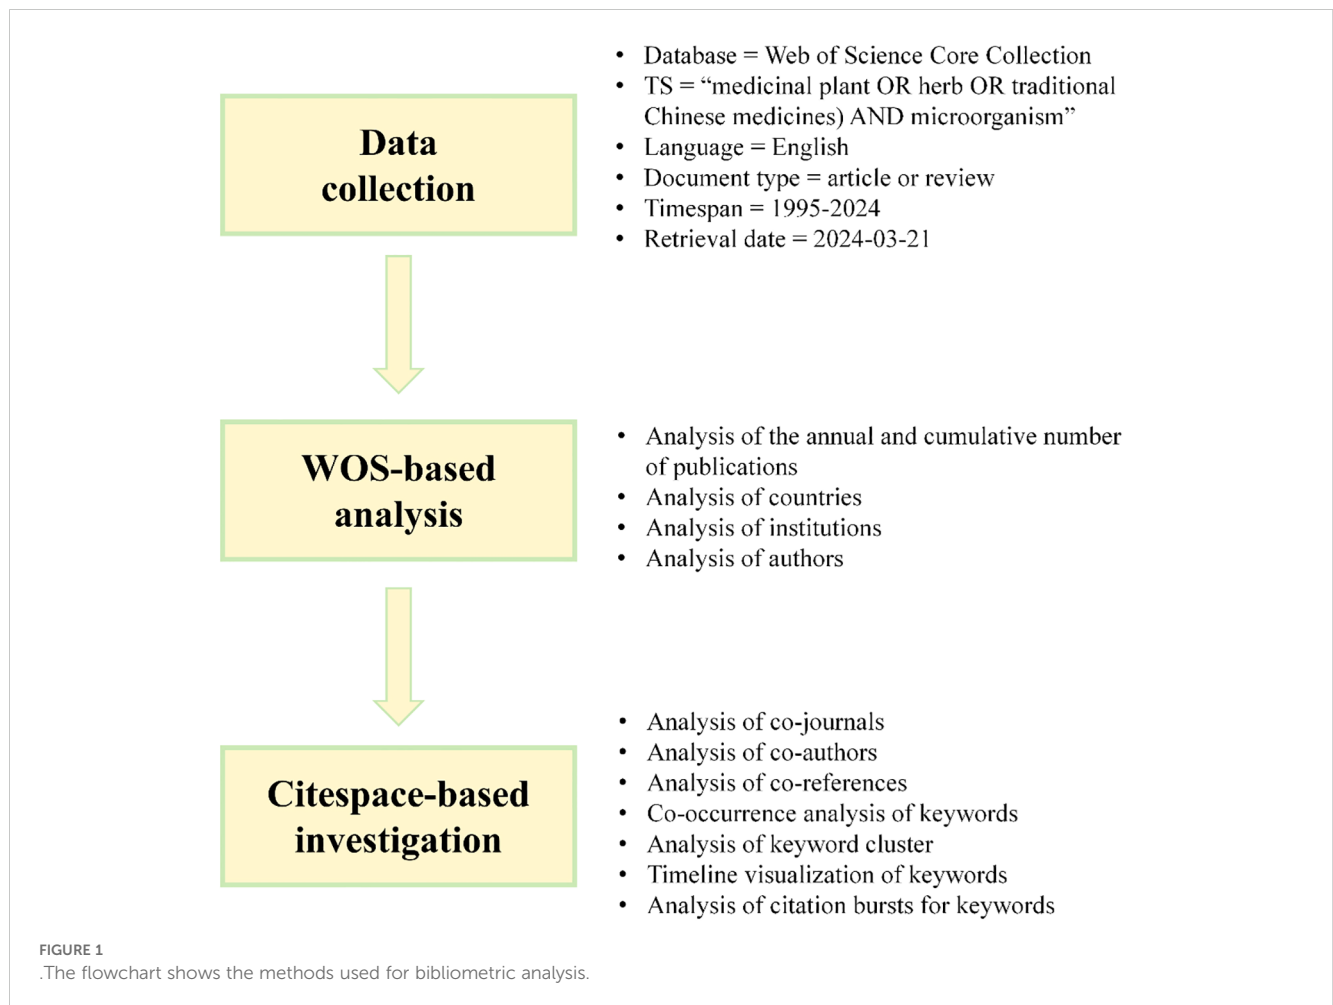 Data
collection
• Database = Web of Science Core Collection
• TS = “medicinal plant OR herb OR traditional
Chinese medicines) AND microorganism”
• Language = English
• Document type = article or review
• Timespan = 1995-2024
• Retrieval date = 2024-03-21
WOS-based
analysis
• Analysis of the annual and cumulative number
of publications
• Analysis of countries
• Analysis of institutions
• Analysis of authors
Citespace-based
investigation
• Analysis of co-journals
• Analysis of co-authors
• Analysis of co-references
• Co-occurrence analysis of keywords
• Analysis of keyword cluster
• Timeline visualization of keywords
• Analysis of citation bursts for keywords
FIGURE 1
.The flowchart shows the methods used for bibliometric analysis.